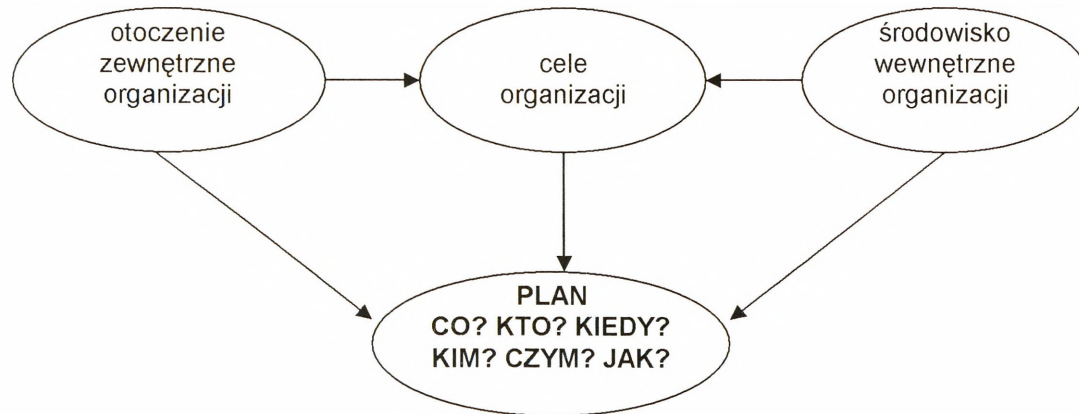 otoczenie
zewnętrzne
organizacji
cele
organizacji
środowisko
wewnętrzne
organizacji
PLAN
CO? KTO? KIEDY?
KIM? CZYM? JAK?